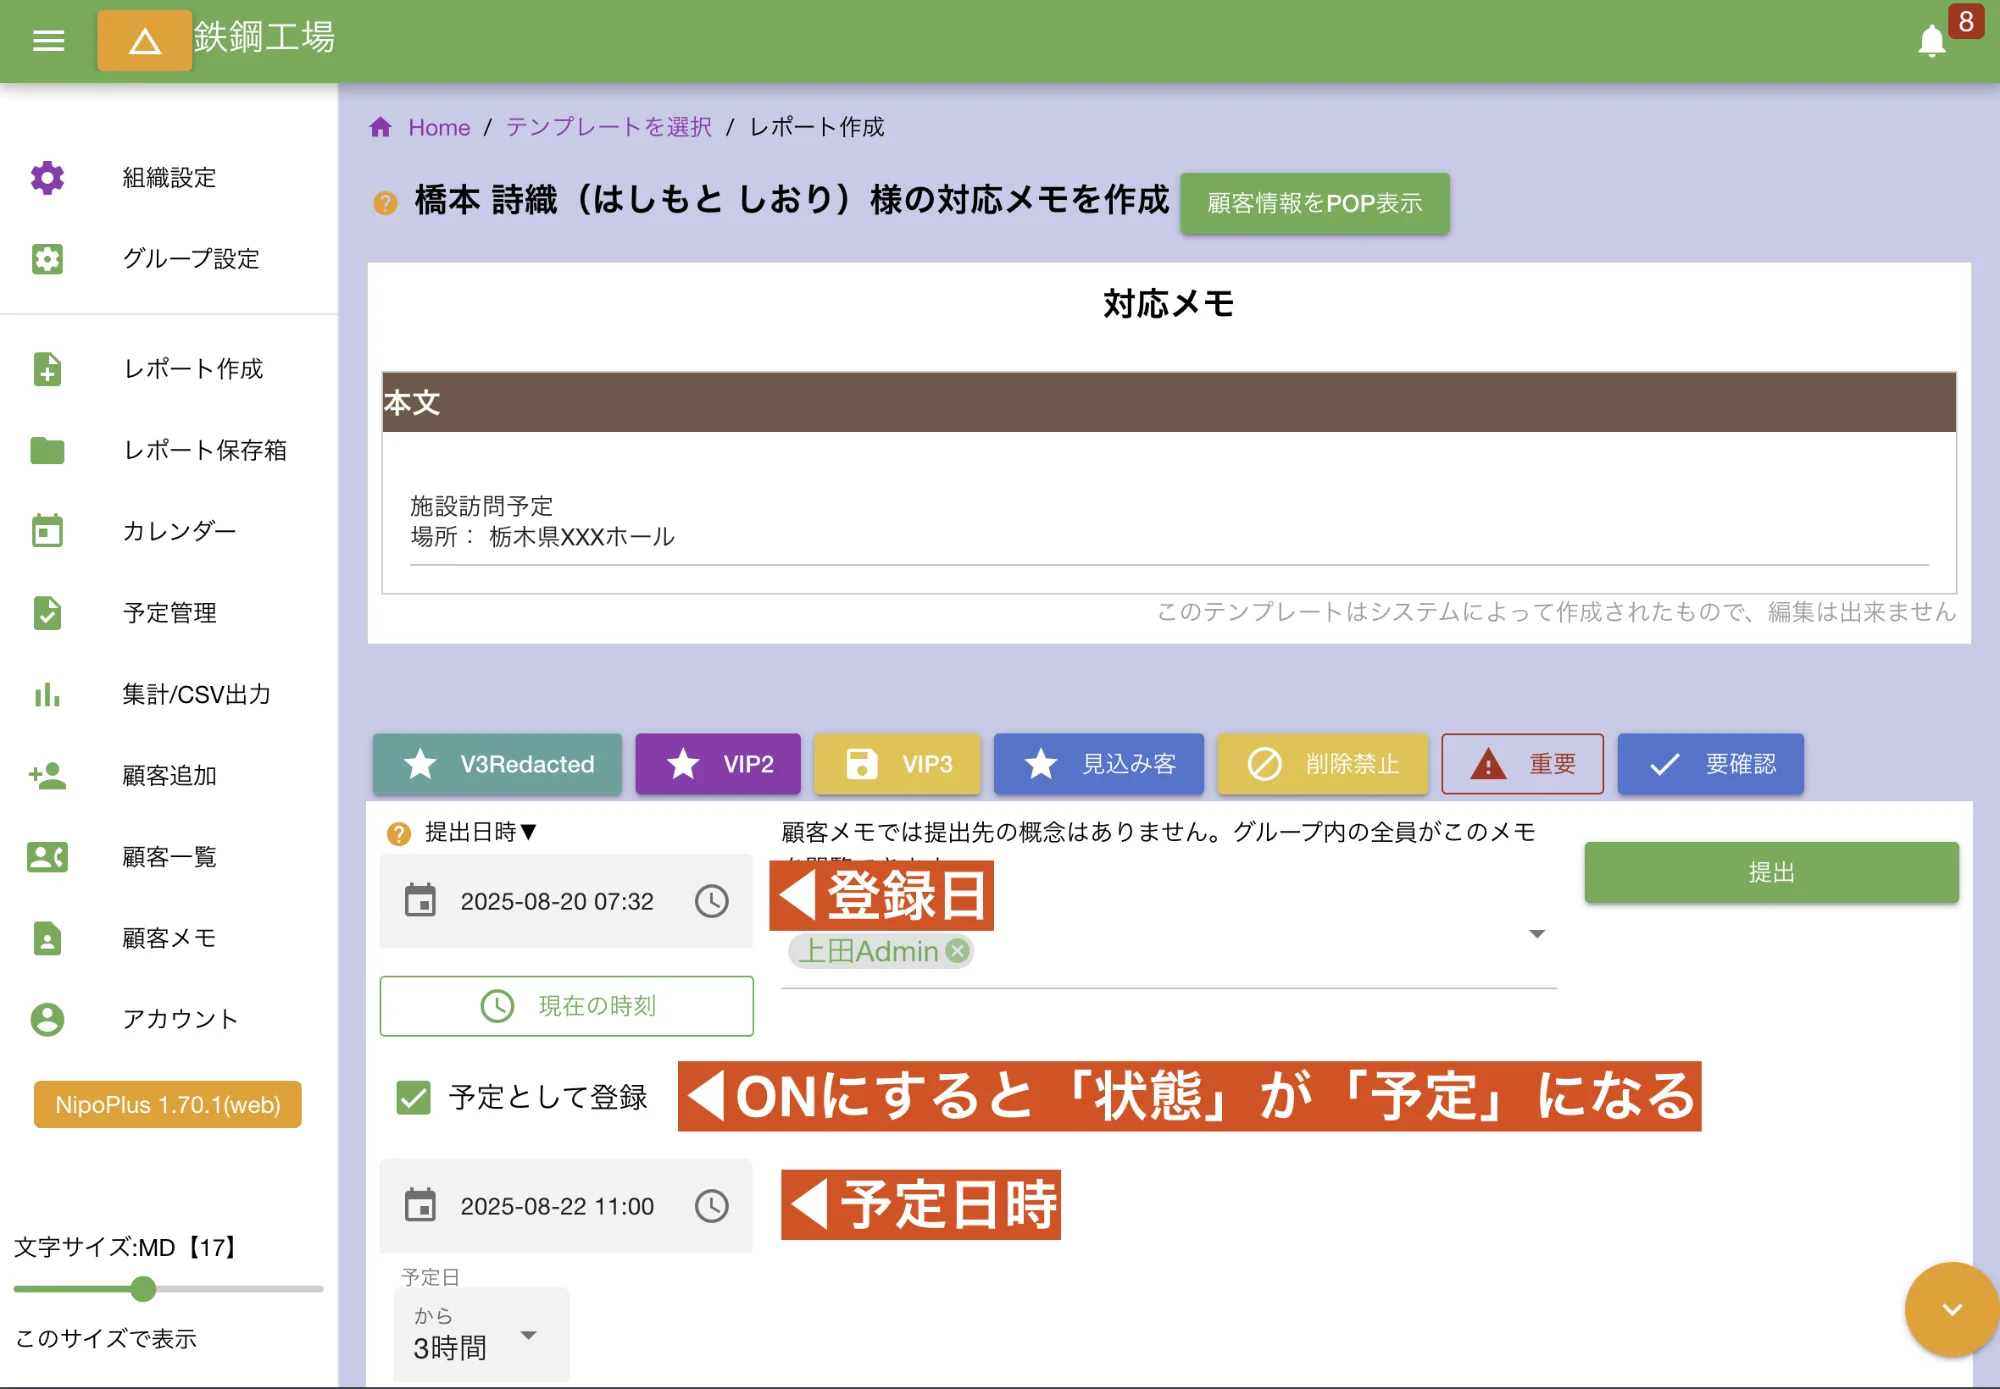 鉄鋼工場
8
組織設定
グループ設定
レポート作成
レポート保存箱
カレンダー
予定管理
集計/CSV出力
顧客追加
顧客一覧
顧客メモ
アカウント
NipoPlus 1.70.1(web)
文字サイズ:MD【17】
このサイズで表示
Home / テンプレートを選択 / レポート作成
橋本 詩織（はしもと しおり）様の対応メモを作成
顧客情報をPOP表示
対応メモ
本文
施設訪問予定
場所： 栃木県XXXホール
このテンプレートはシステムによって作成されたもので、編集は出来ません
V3Redacted
VIP2
VIP3
見込み客
削除禁止
重要
要確認
提出日時▼
2025-08-20 07:32
現在の時刻
顧客メモでは提出先の概念はありません。グループ内の全員がこのメモ
◀登録日
上田Admin
提出
予定として登録
◀ONにすると「状態」が「予定」になる
2025-08-22 11:00
◀予定日時
予定日
から
3時間